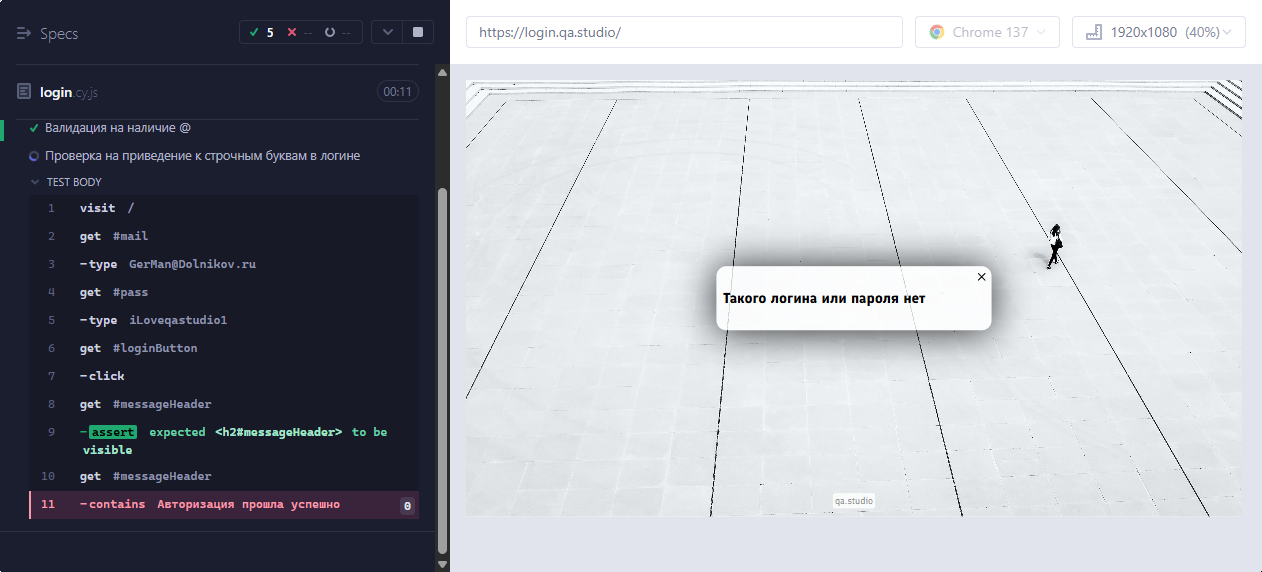 Specs
5
--
--
https://login.qa.studio/
Chrome 137
1920x1080 (40%)
login.cy.js
00:11
Валидация на наличие @
Проверка на приведение к строчным буквам в логине
TEST BODY
1 visit /
2 get #mail
3 -type GerMan@Dolnikov.ru
4 get #pass
5 -type iLoveqastudio1
6 get #loginButton
7 -click
8 get #messageHeader
9 -assert expected <h2#messageHeader> to be
visible
10 get #messageHeader
11 -contains Авторизация прошла успешно 0
Такого логина или пароля нет
qa.studio